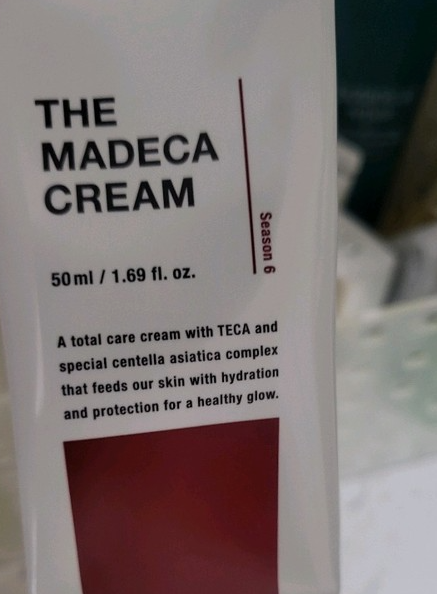 THE
MADECA
CREAM
Season 6
50ml / 1.69 fl. oz.
A total care cream with TECA and
special centella asiatica complex
that feeds our skin with hydration
and protection for a healthy glow.